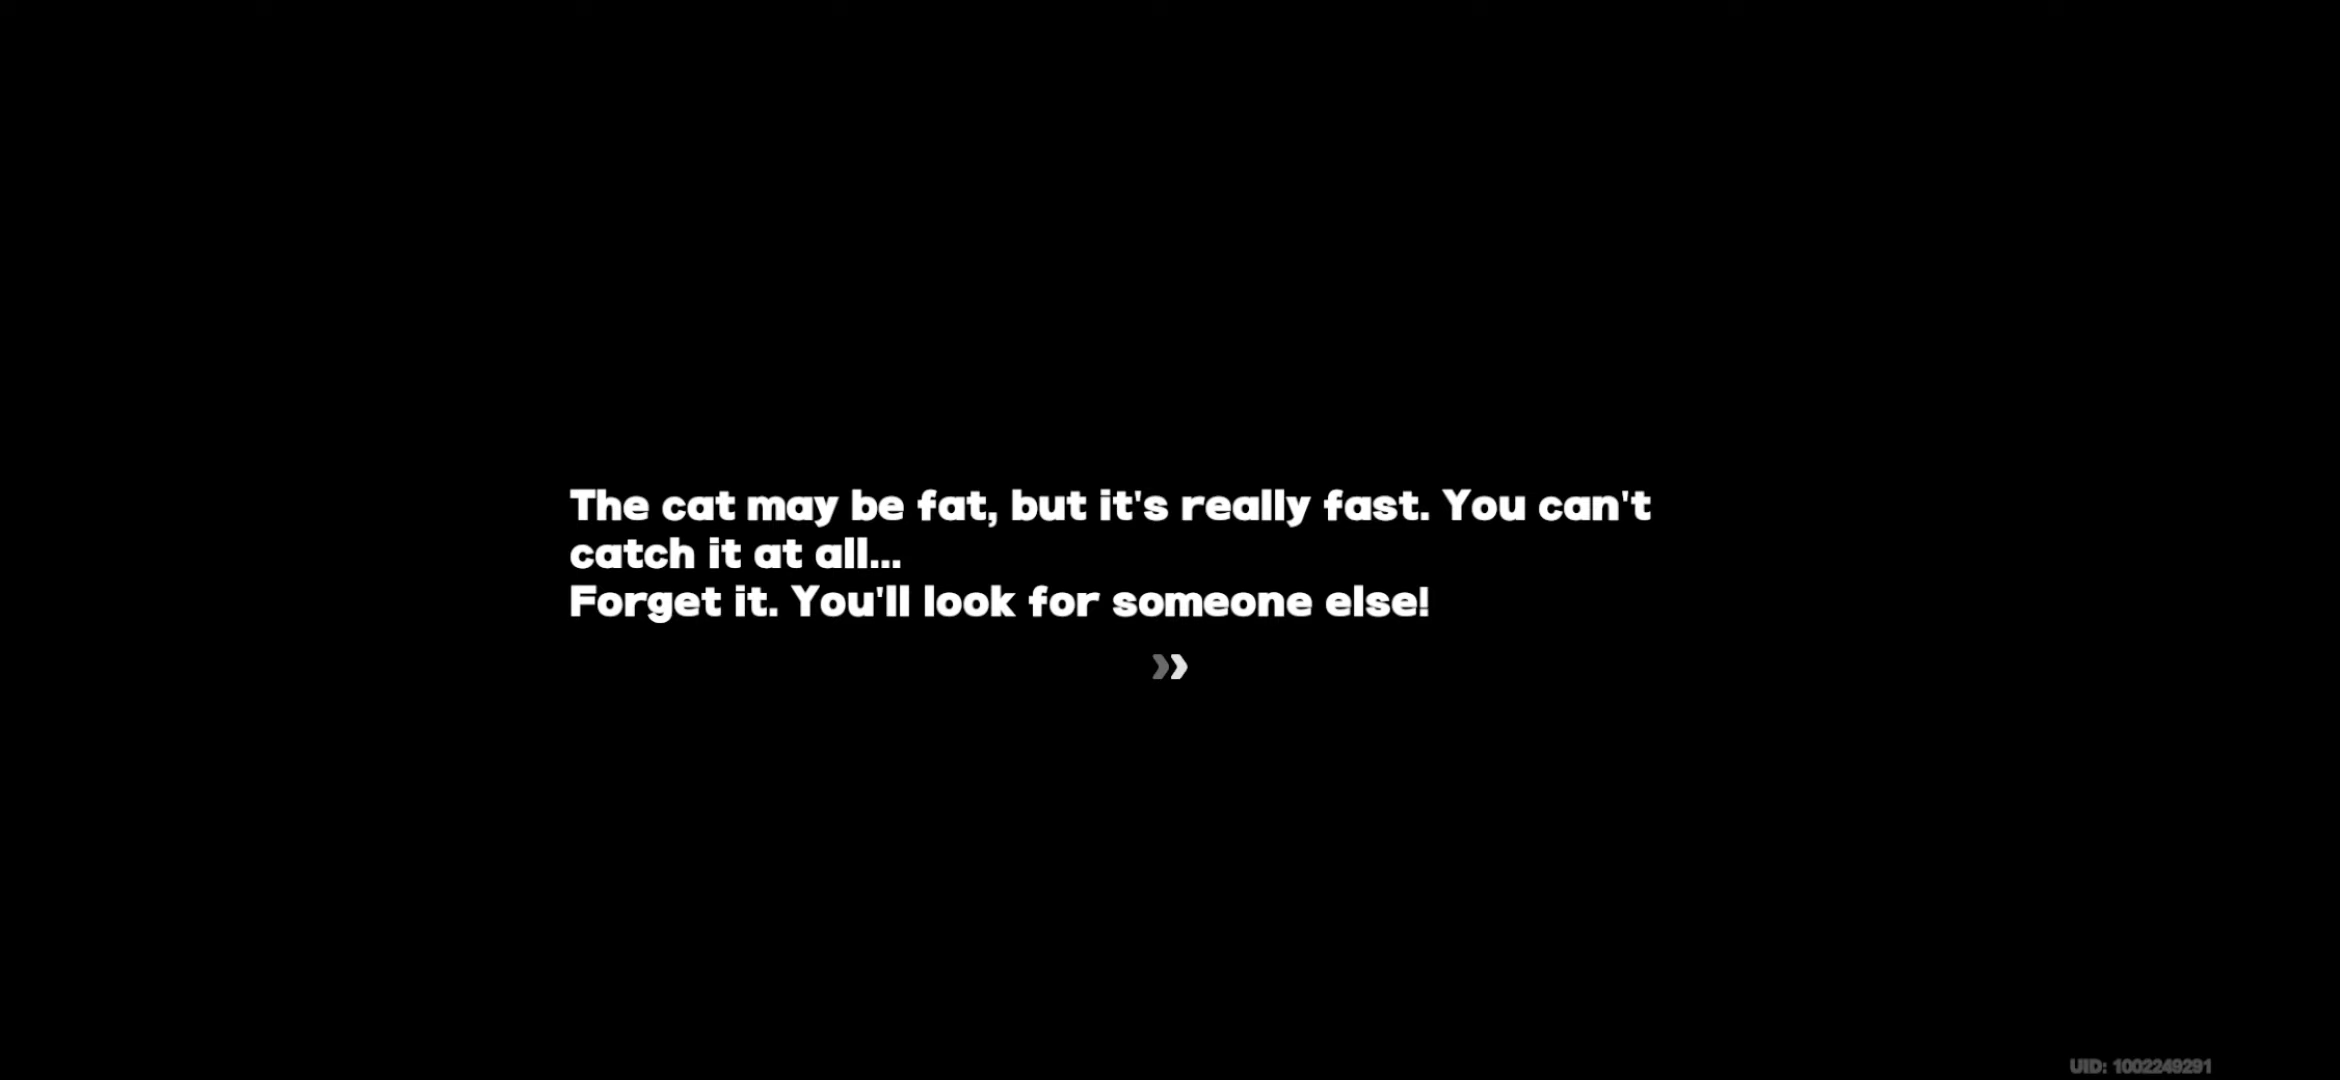 The cat may be fat, but it's really fast. You can't
catch it at all...
Forget it. You'll look for someone else!
UID: 1002249291